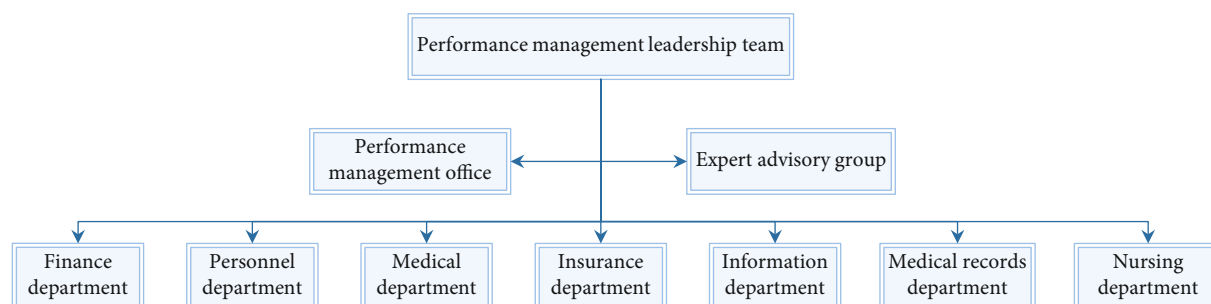 Performance management leadership team
Performance
management office
Expert advisory group
Finance
department
Personnel
department
Medical
department
Insurance
department
Information
department
Medical records
department
Nursing
department